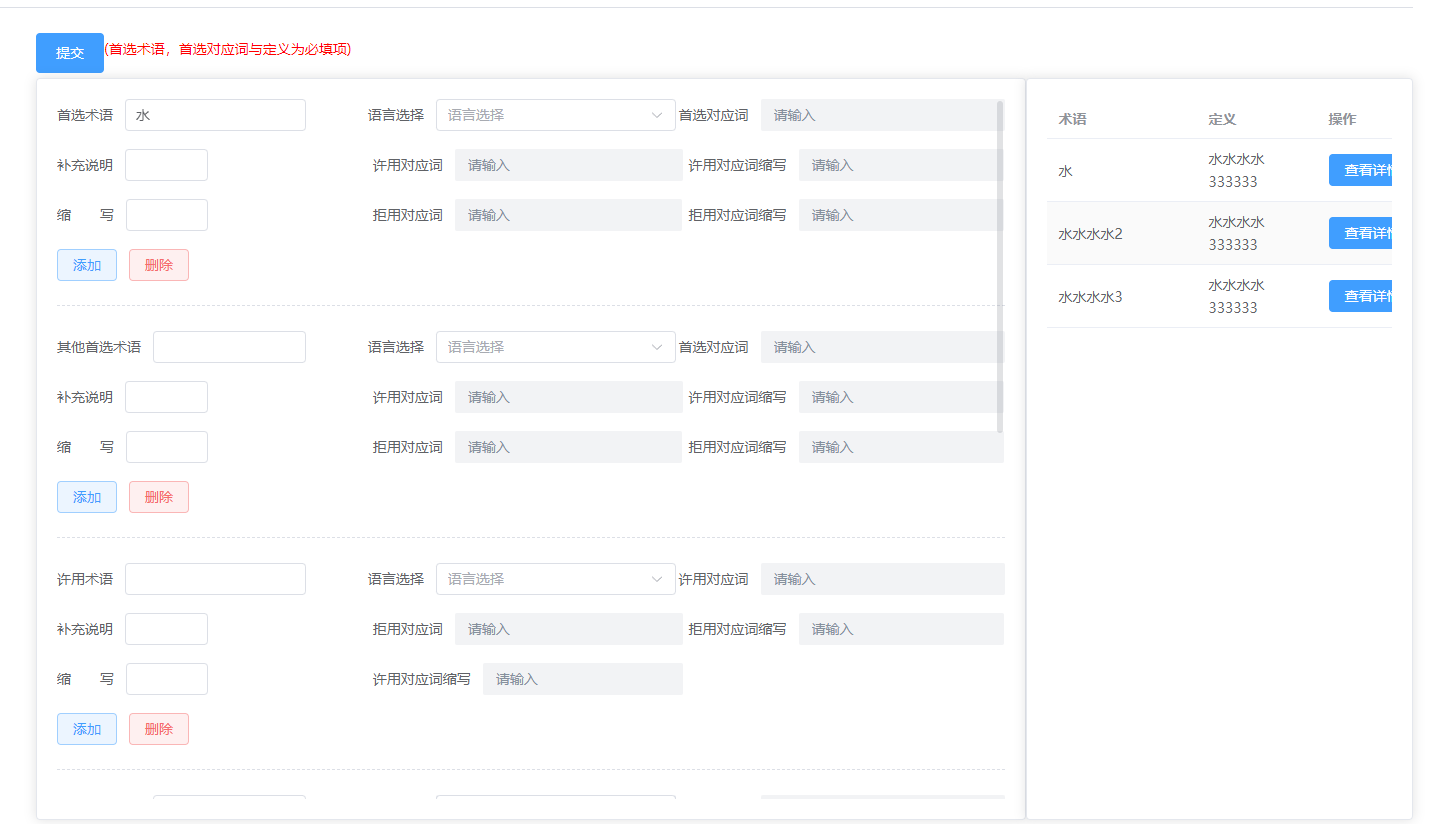 提交 (首选术语，首选对应词与定义为必填项)
首选术语 水 语言选择 语言选择 首选对应词 请输入
补充说明 许用对应词 请输入 许用对应词缩写 请输入
缩 写 拒用对应词 请输入 拒用对应词缩写 请输入
添加 删除
其他首选术语 语言选择 语言选择 首选对应词 请输入
补充说明 许用对应词 请输入 许用对应词缩写 请输入
缩 写 拒用对应词 请输入 拒用对应词缩写 请输入
添加 删除
许用术语 语言选择 语言选择 许用对应词 请输入
补充说明 拒用对应词 请输入 拒用对应词缩写 请输入
缩 写 许用对应词缩写 请输入
添加 删除
术语 定义 操作
水 水水水水 查看详情
333333
水水水水2 水水水水 查看详情
333333
水水水水3 水水水水 查看详情
333333